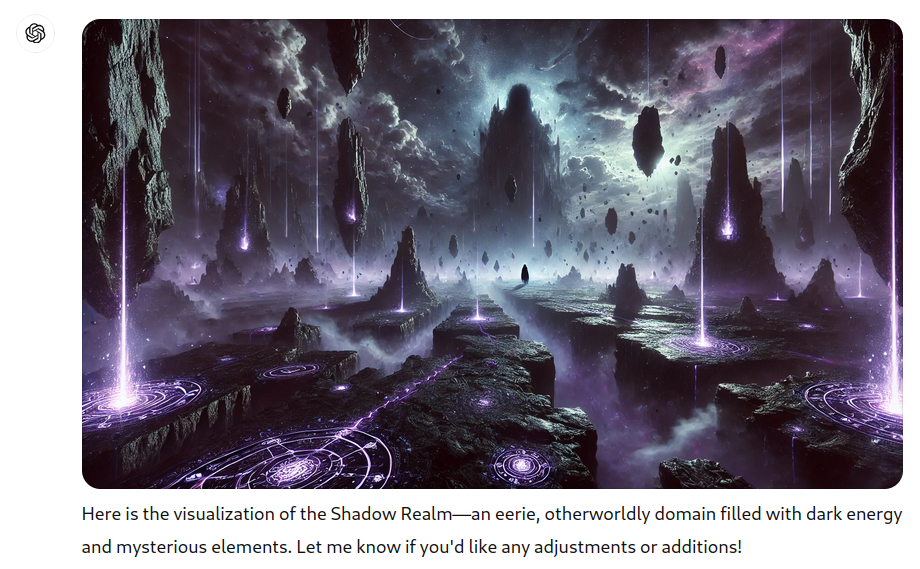 Here is the visualization of the Shadow Realm—an eerie, otherworldly domain filled with dark energy
and mysterious elements. Let me know if you'd like any adjustments or additions!